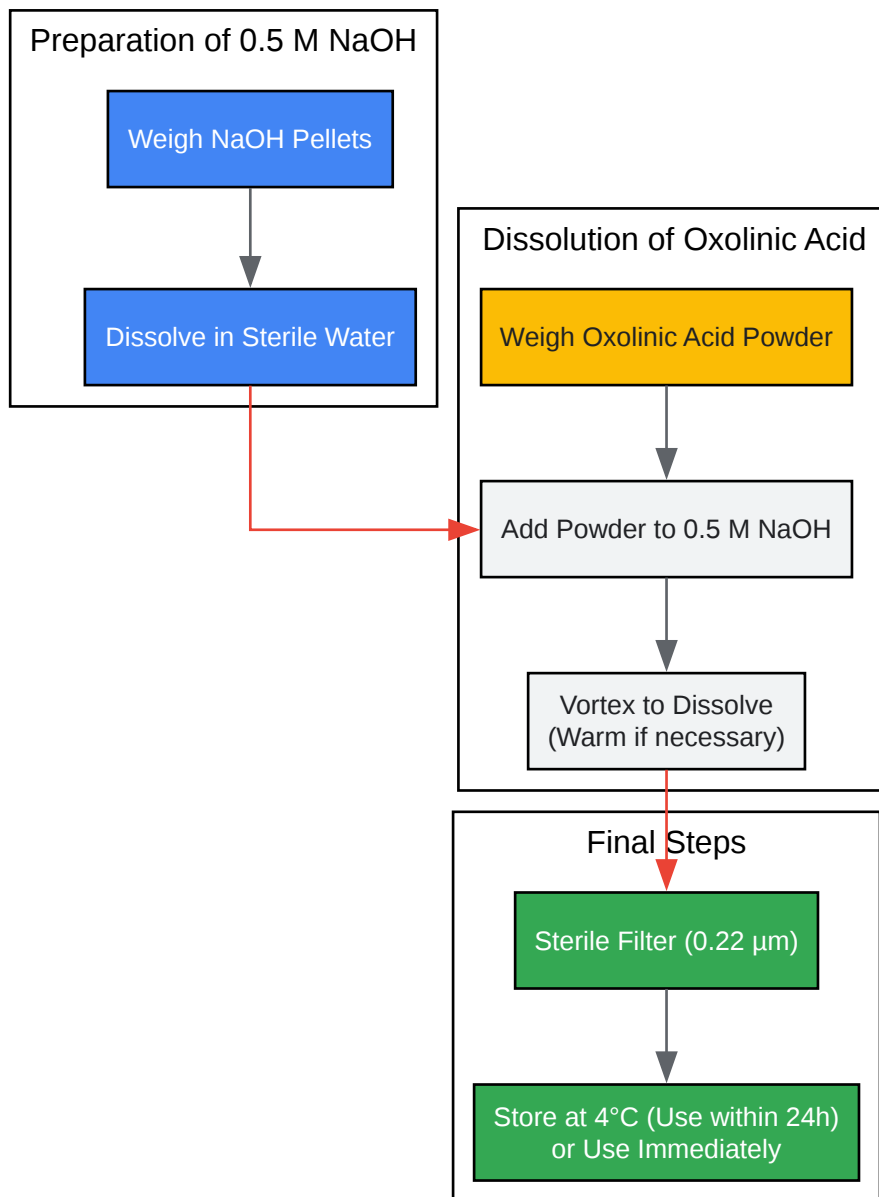 Preparation of 0.5 M NaOH
Weigh NaOH Pellets
Dissolve in Sterile Water
Dissolution of Oxolinic Acid
Weigh Oxolinic Acid Powder
Add Powder to 0.5 M NaOH
Vortex to Dissolve
(Warm if necessary)
Final Steps
Sterile Filter (0.22 µm)
Store at 4°C (Use within 24h)
or Use Immediately